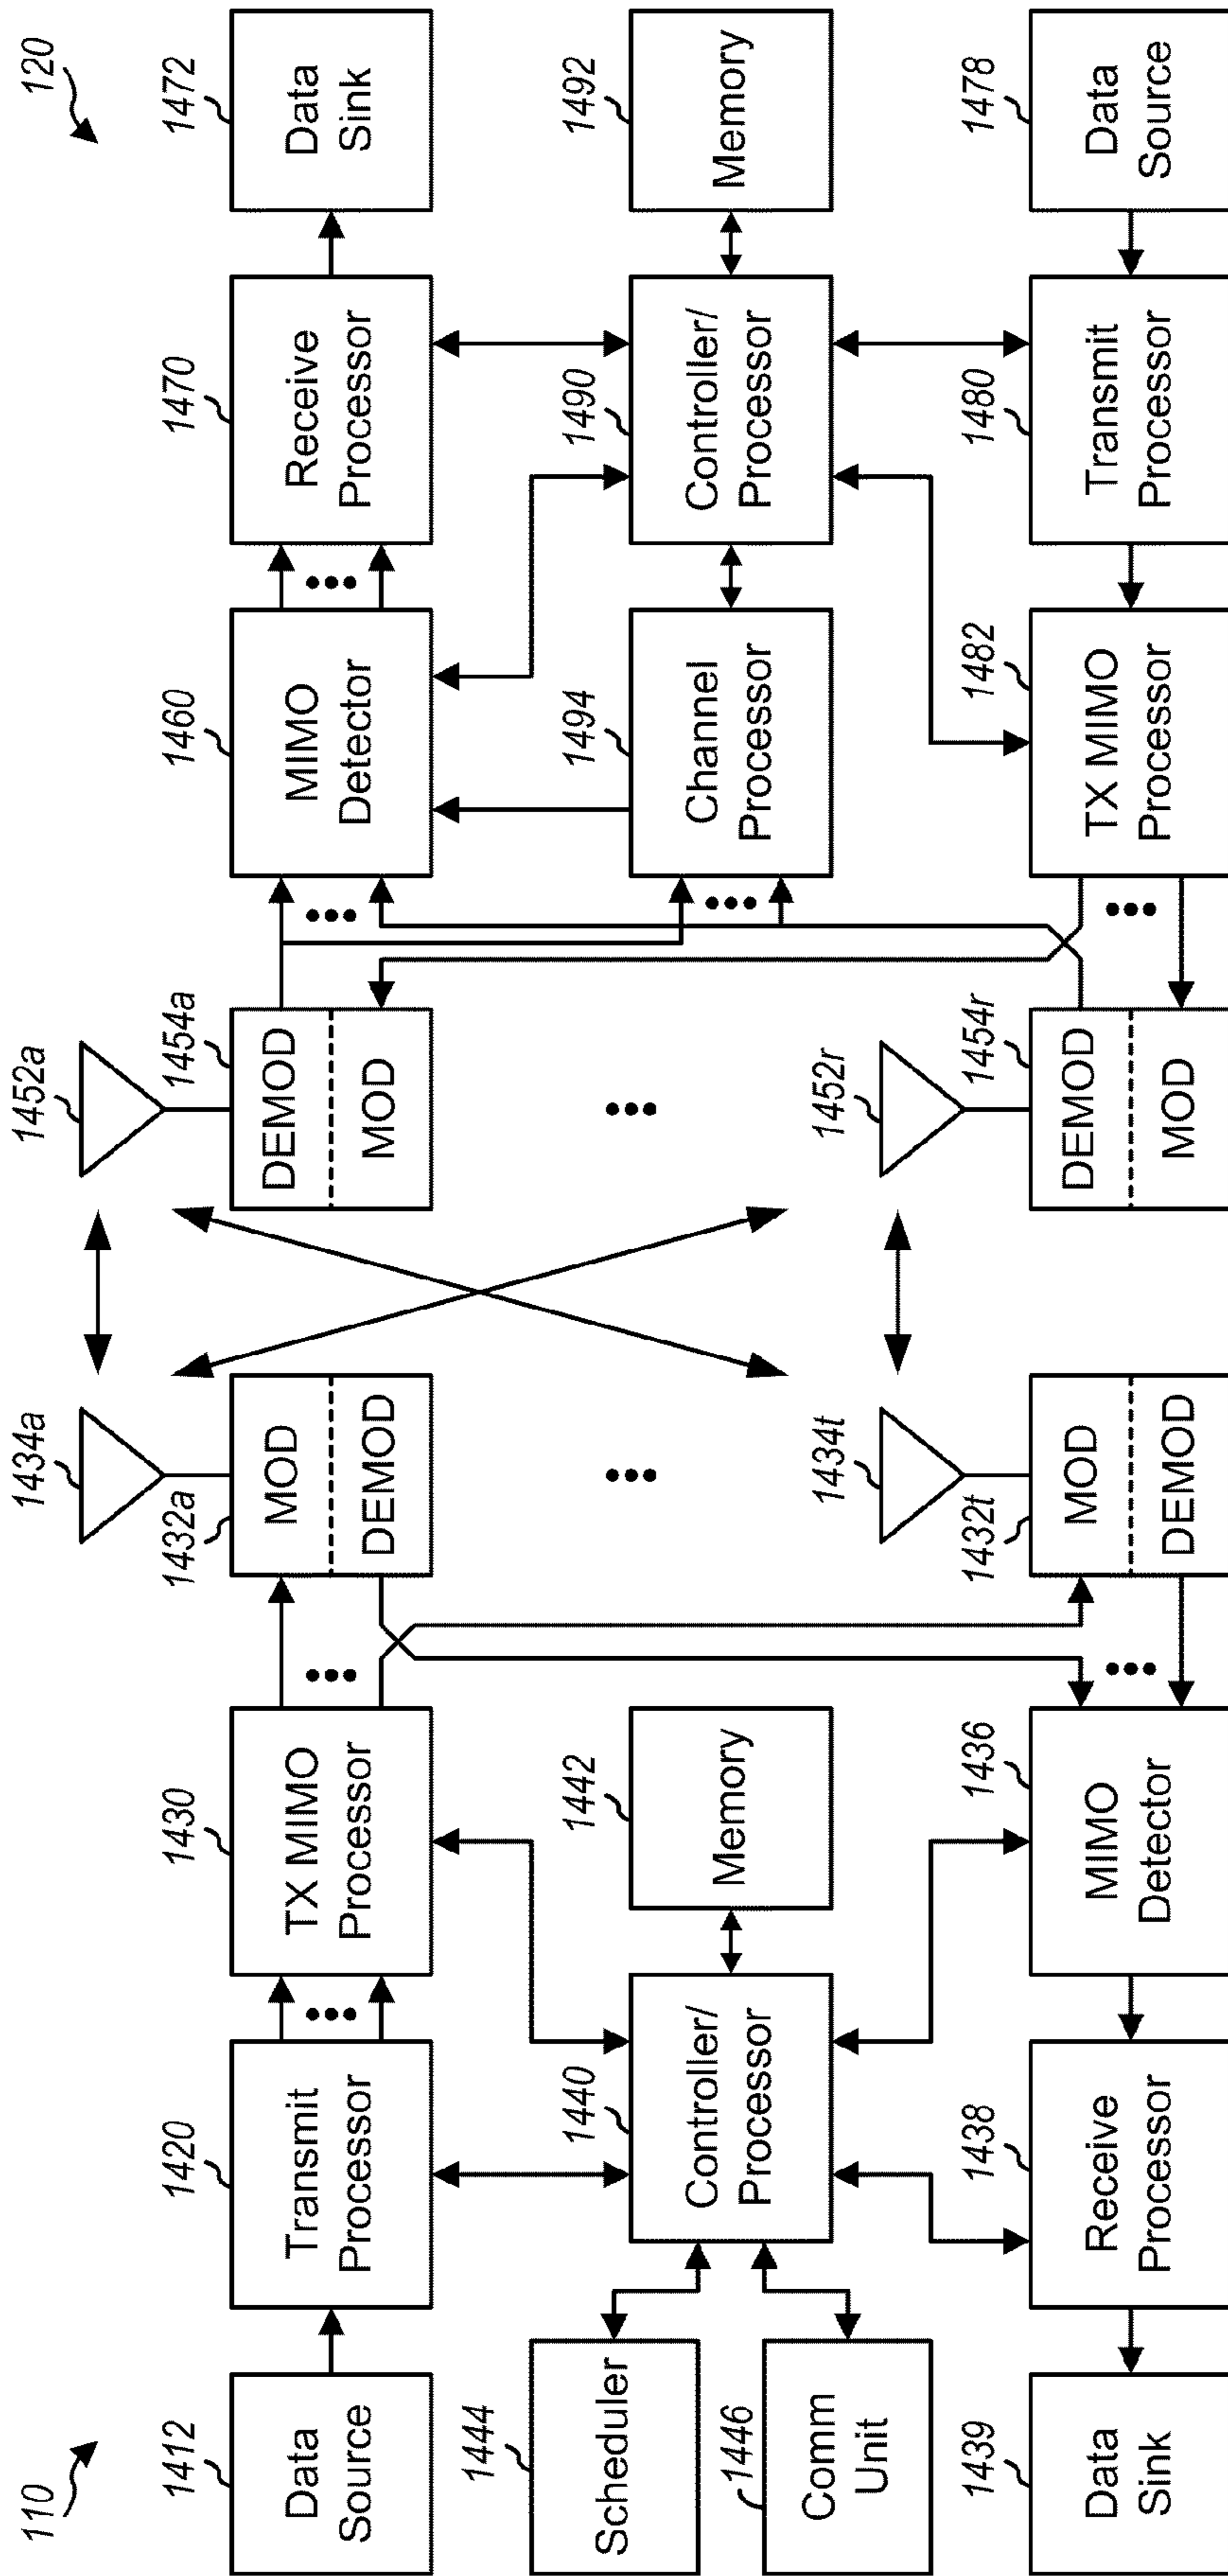 110
120
1412
Data
Source
1420
Transmit
Processor
1430
TX MIMO
Processor
1434a
1432a
MOD
DEMOD
1452a
1454a
DEMOD
MOD
1460
MIMO
Detector
1470
Receive
Processor
1472
Data
Sink
1444
Scheduler
1446
Comm
Unit
1440
Controller/
Processor
1442
Memory
1494
Channel
Processor
1490
Controller/
Processor
1492
Memory
1439
Data
Sink
1438
Receive
Processor
1436
MIMO
Detector
1434t
1432t
MOD
DEMOD
1452r
1454r
DEMOD
MOD
1482
TX MIMO
Processor
1480
Transmit
Processor
1478
Data
Source